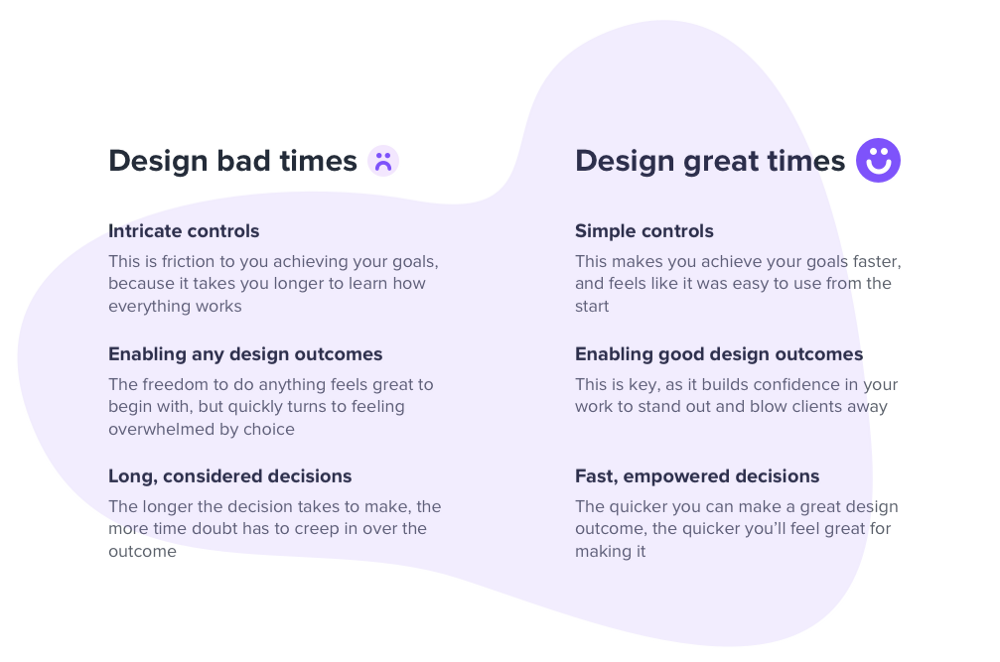 Design bad times
Intricate controls
This is friction to you achieving your goals,
because it takes you longer to learn how
everything works
Enabling any design outcomes
The freedom to do anything feels great to
begin with, but quickly turns to feeling
overwhelmed by choice
Long, considered decisions
The longer the decision takes to make, the
more time doubt has to creep in over the
outcome
Design great times
Simple controls
This makes you achieve your goals faster,
and feels like it was easy to use from the
start
Enabling good design outcomes
This is key, as it builds confidence in your
work to stand out and blow clients away
Fast, empowered decisions
The quicker you can make a great design
outcome, the quicker you’ll feel great for
making it